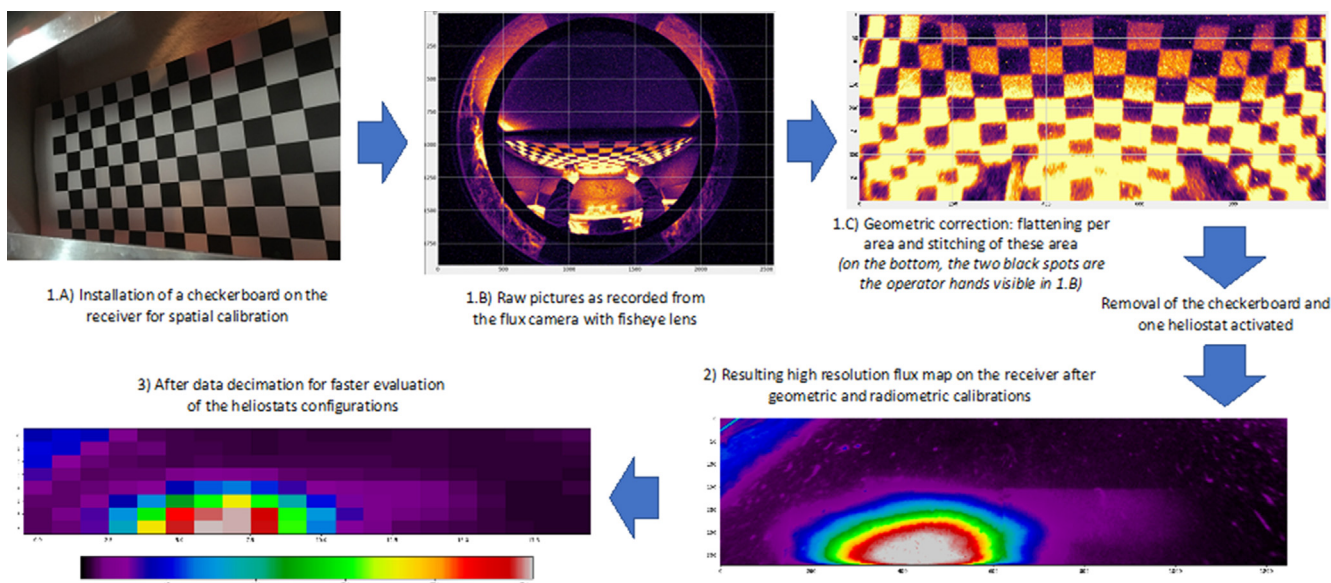 1.A) Installation of a checkerboard on the
receiver for spatial calibration
1.B) Raw pictures as recorded from
the flux camera with fisheye lens
1.C) Geometric correction: flattening per
area and stitching of these area
(on the bottom, the two black spots are
the operator hands visible in 1.B)
Removal of the checkerboard and
one heliostat activated
2) Resulting high resolution flux map on the receiver after
geometric and radiometric calibrations
3) After data decimation for faster evaluation
of the heliostats configurations